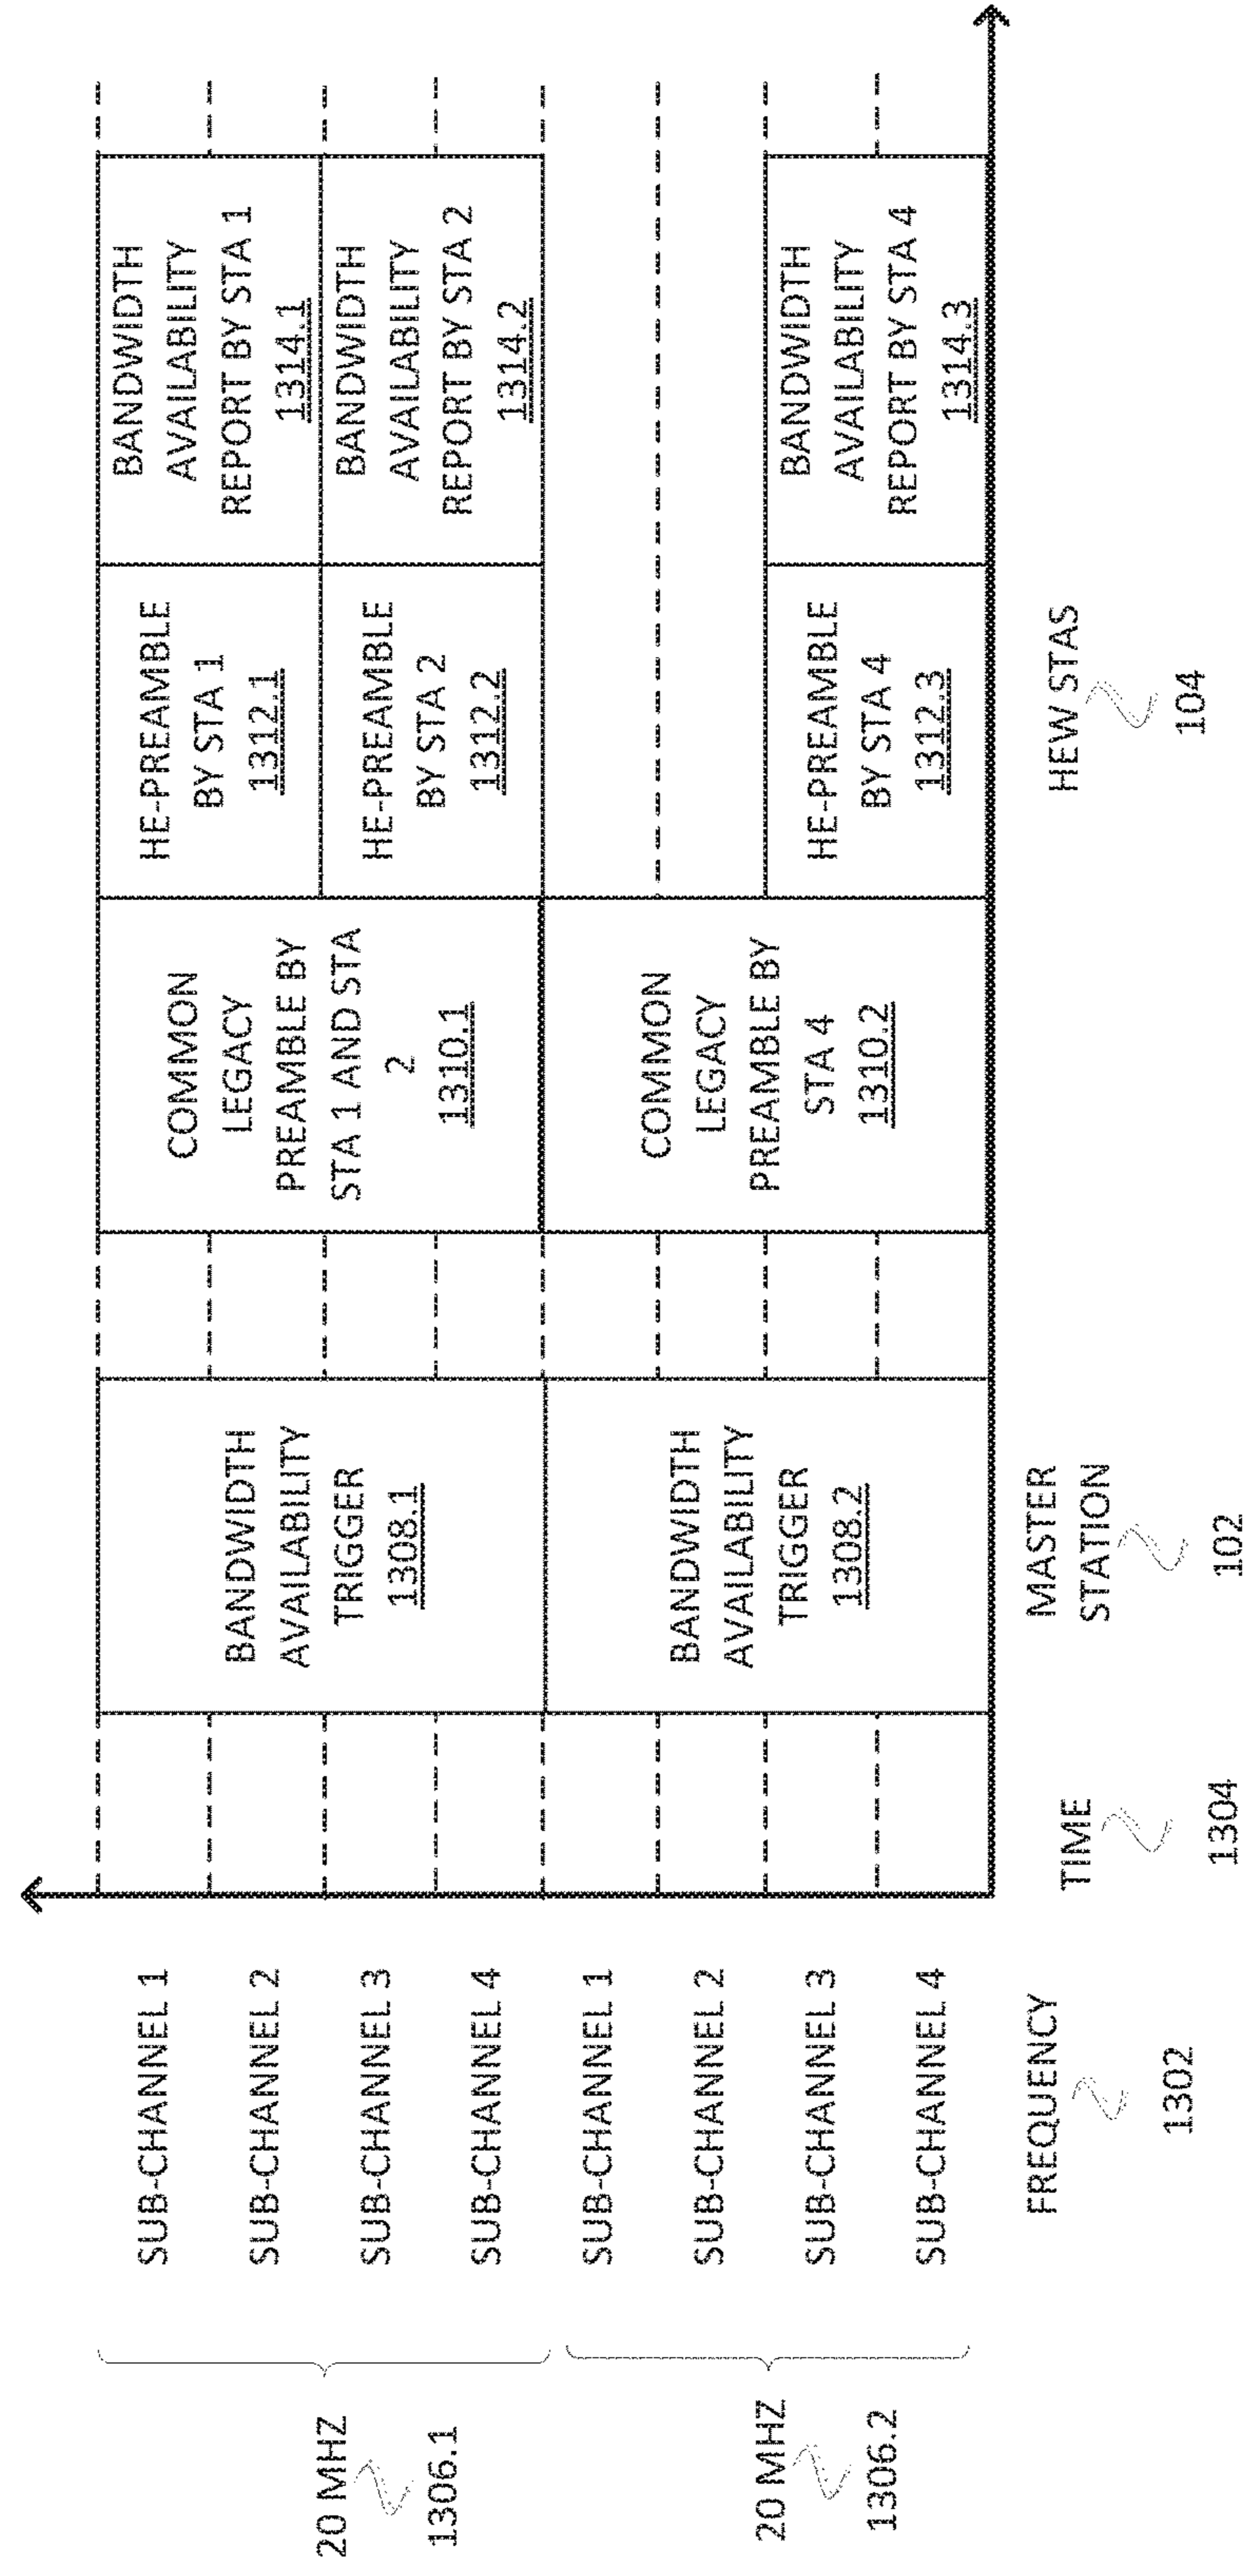 20 MHZ
1306.1
20 MHZ
1306.2
SUB-CHANNEL 1
SUB-CHANNEL 2
SUB-CHANNEL 3
SUB-CHANNEL 4
SUB-CHANNEL 1
SUB-CHANNEL 2
SUB-CHANNEL 3
SUB-CHANNEL 4
FREQUENCY
1302
TIME
1304
BANDWIDTH
AVAILABILITY
TRIGGER
1308.1
BANDWIDTH
AVAILABILITY
TRIGGER
1308.2
MASTER
STATION
102
COMMON
LEGACY
PREAMBLE BY
STA 1 AND STA
2
1310.1
COMMON
LEGACY
PREAMBLE BY
STA 4
1310.2
HE-PREAMBLE
BY STA 1
1312.1
HE-PREAMBLE
BY STA 2
1312.2
HE-PREAMBLE
BY STA 4
1312.3
BANDWIDTH
AVAILABILITY
REPORT BY STA 1
1314.1
BANDWIDTH
AVAILABILITY
REPORT BY STA 2
1314.2
BANDWIDTH
AVAILABILITY
REPORT BY STA 4
1314.3
HEW STAS
104